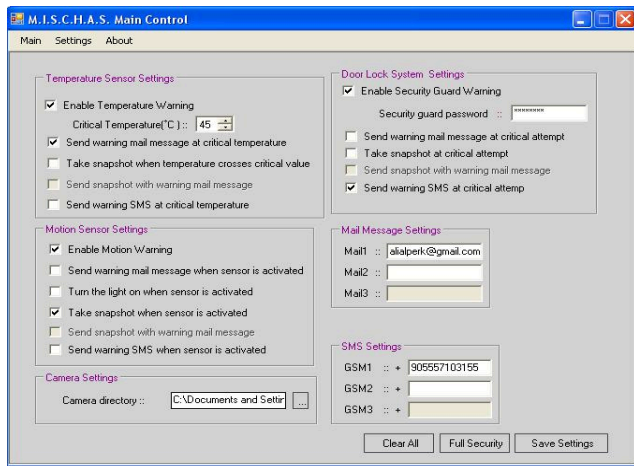 M.I.S.C.H.A.S. Main Control
Main Settings About
Temperature Sensor Settings
Enable Temperature Warning
Critical Temperature(°C ) :: 45
Send warning mail message at critical temperature
Take snapshot when temperature crosses critical value
Send snapshot with warning mail message
Send warning SMS at critical temperature
Motion Sensor Settings
Enable Motion Warning
Send warning mail message when sensor is activated
Turn the light on when sensor is activated
Take snapshot when sensor is activated
Send snapshot with warning mail message
Send warning SMS when sensor is activated
Camera Settings
Camera directory :: C:\Documents and Settir ...
Door Lock System Settings
Enable Security Guard Warning
Security guard password :: ********
Send warning mail message at critical attempt
Take snapshot at critical attempt
Send snapshot with warning mail message
Send warning SMS at critical attemp
Mail Message Settings
Mail1 :: alialperk@gmail.com
Mail2 ::
Mail3 ::
SMS Settings
GSM1 :: + 905557103155
GSM2 :: +
GSM3 :: +
Clear All Full Security Save Settings